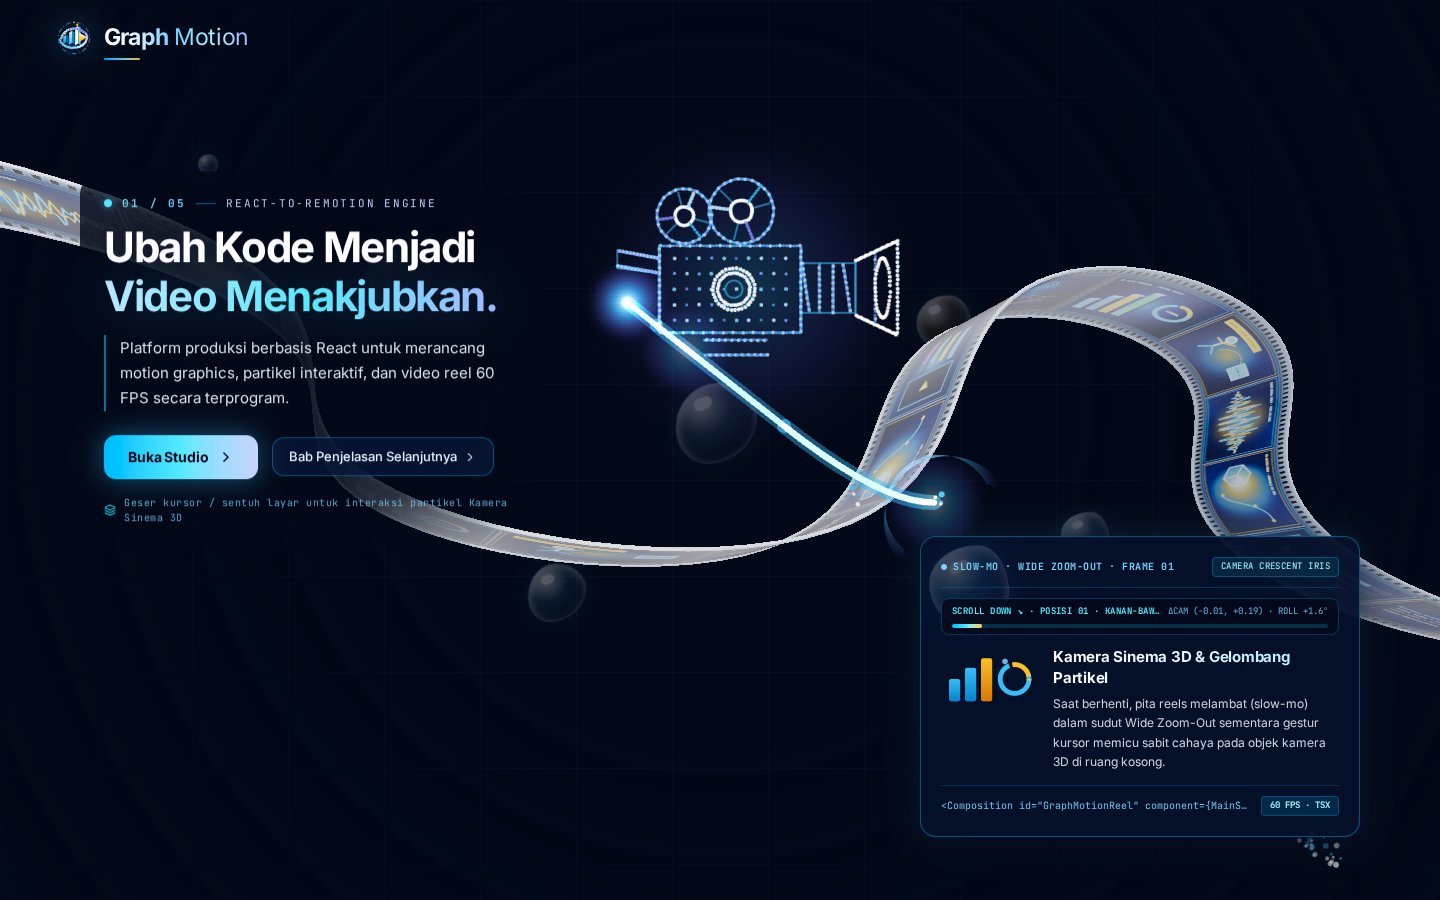 Graph Motion
01 / 05 REACT-TO-REMOTION ENGINE
Ubah Kode Menjadi
Video Menakjubkan.
Platform produksi berbasis React untuk merancang
motion graphics, partikel interaktif, dan video reel 60
FPS secara terprogram.
Buka Studio
Bab Penjelasan Selanjutnya
Geser kursor / sentuh layar untuk interaksi partikel Kamera
Sinema 3D
SLOW-MO · WIDE ZOOM-OUT · FRAME 01
CAMERA CRESCENT IRIS
SCROLL DOWN ↘ · POSISI 01 · KANAN-BAW… ΔCAM (-0.01, +0.19) · ROLL +1.6°
Kamera Sinema 3D & Gelombang
Partikel
Saat berhenti, pita reels melambat (slow-mo)
dalam sudut Wide Zoom-Out sementara gestur
kursor memicu sabit cahaya pada objek kamera
3D di ruang kosong.
<Composition id="GraphMotionReel" component={MainS…
60 FPS · TSX